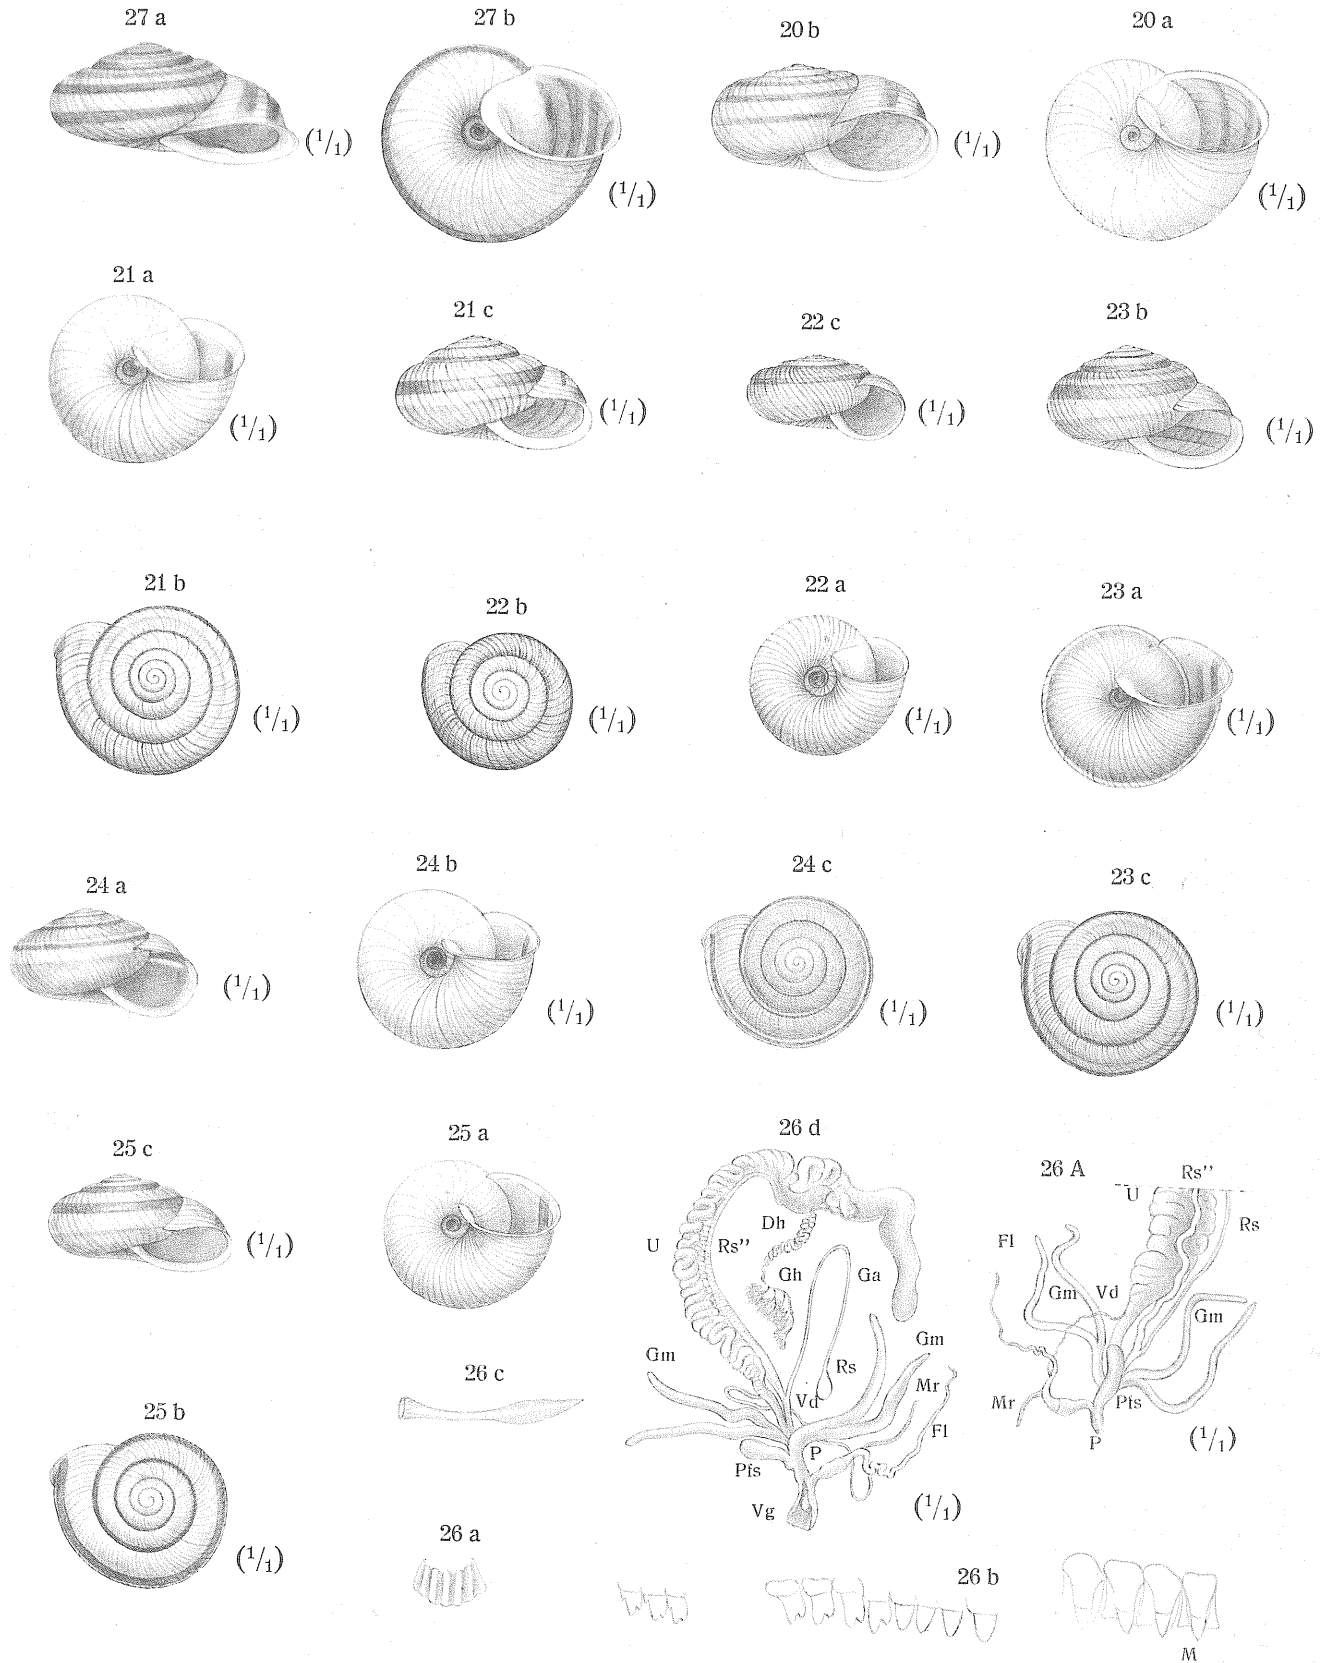 27 a
27 b
20 b
20 a
(1/1)
(1/1)
(1/1)
(1/1)
21 a
21 c
22 c
23 b
(1/1)
(1/1)
(1/1)
(1/1)
21 b
22 b
22 a
23 a
(1/1)
(1/1)
(1/1)
(1/1)
24 a
24 b
24 c
23 c
(1/1)
(1/1)
(1/1)
(1/1)
25 c
25 a
26 d
26 A
(1/1)
U
Rs''
Dh
Gh
Ga
Gm
Gm
Rs
Mr
Vd
Fl
P
Pfs
Vg
(1/1)
Rs''
U
Rs
Fl
Gm
Vd
Gm
Mr
Pfs
P
(1/1)
26 c
25 b
(1/1)
26 a
26 b
M